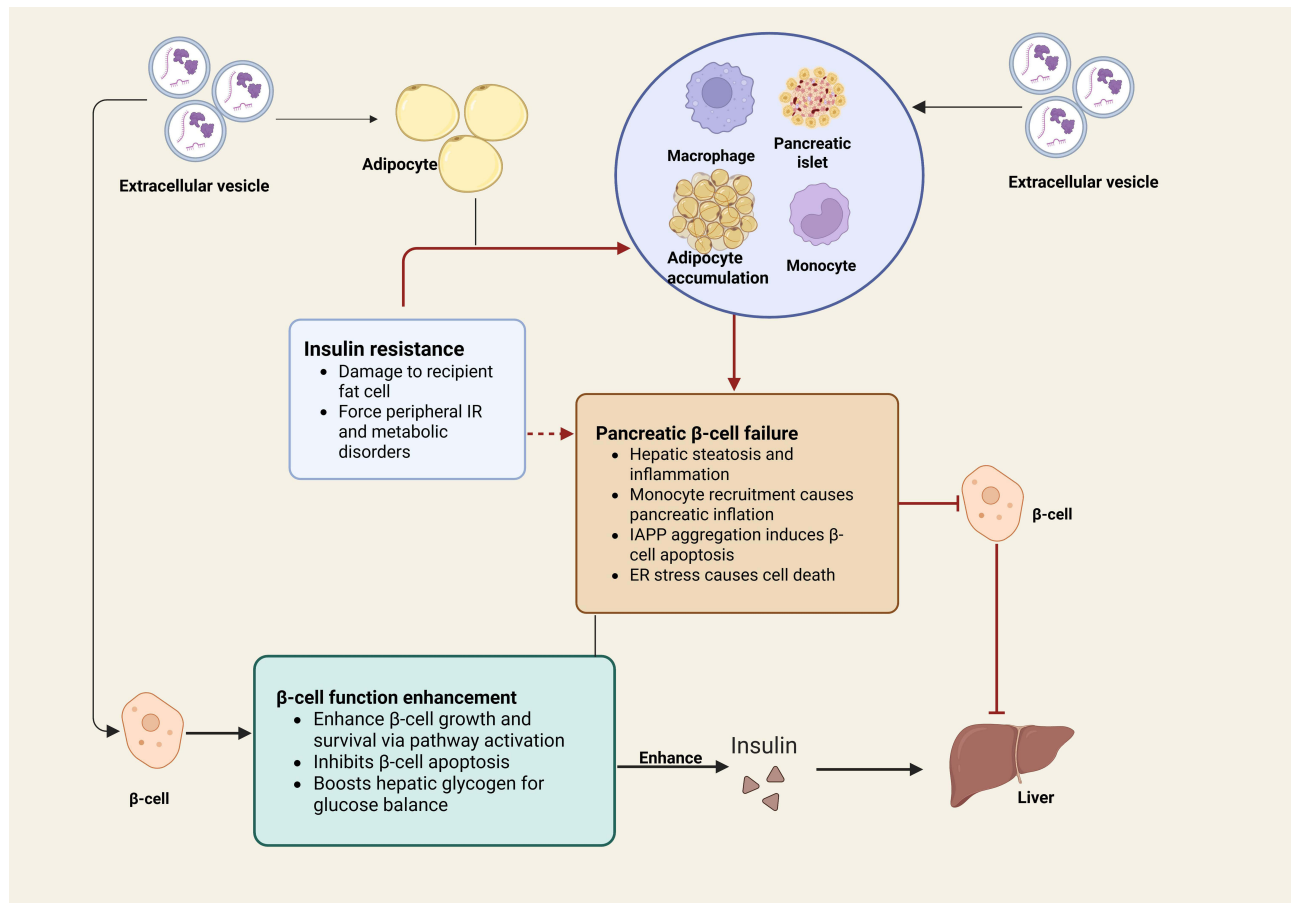 Macrophage
Pancreatic
islet
Adipocyte
Extracellular vesicle
Extracellular vesicle
Adipocyte
accumulation
Monocyte
Insulin resistance
• Damage to recipient
fat cell
• Force peripheral IR
and metabolic
disorders
Pancreatic β-cell failure
• Hepatic steatosis and
inflammation
• Monocyte recruitment causes
pancreatic inflation
• IAPP aggregation induces β-
cell apoptosis
• ER stress causes cell death
β-cell
β-cell function enhancement
• Enhance β-cell growth and
survival via pathway activation
• Inhibits β-cell apoptosis
• Boosts hepatic glycogen for
glucose balance
Enhance
Insulin
β-cell
Liver